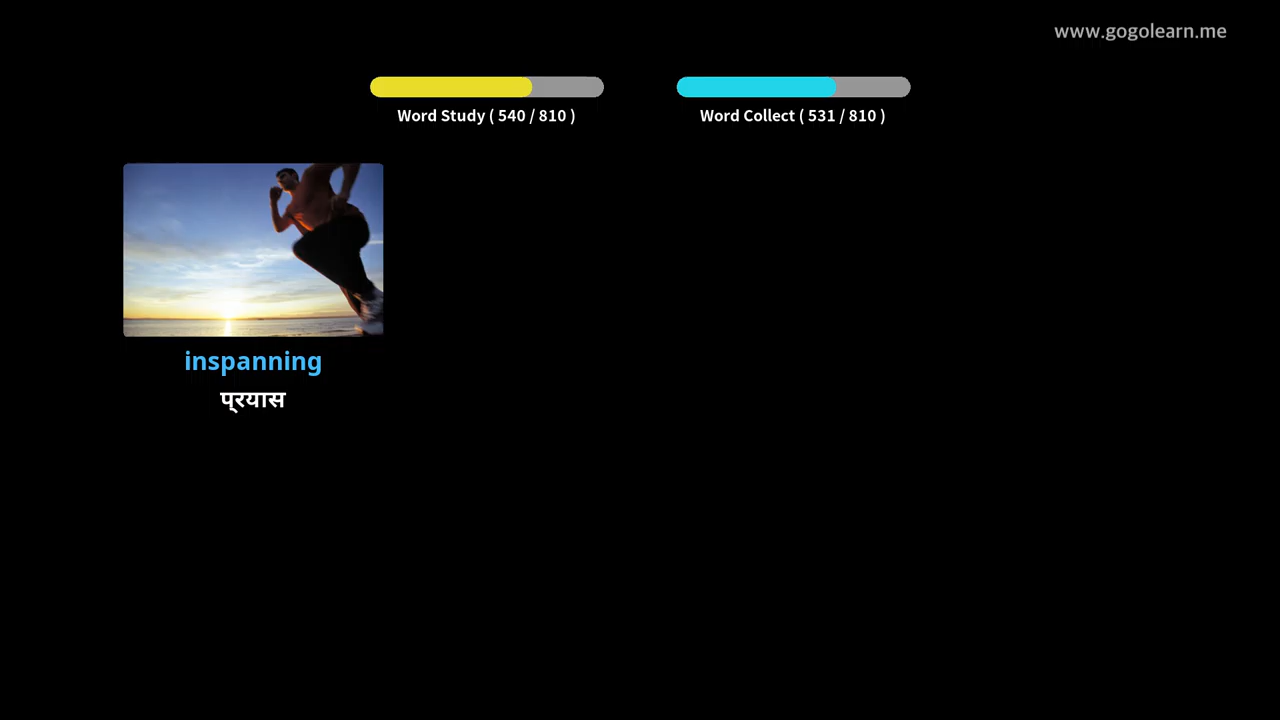 www.gogolearn.me
Word Study ( 540 / 810 )
Word Collect ( 531 / 810 )
inspanning
प्रयास